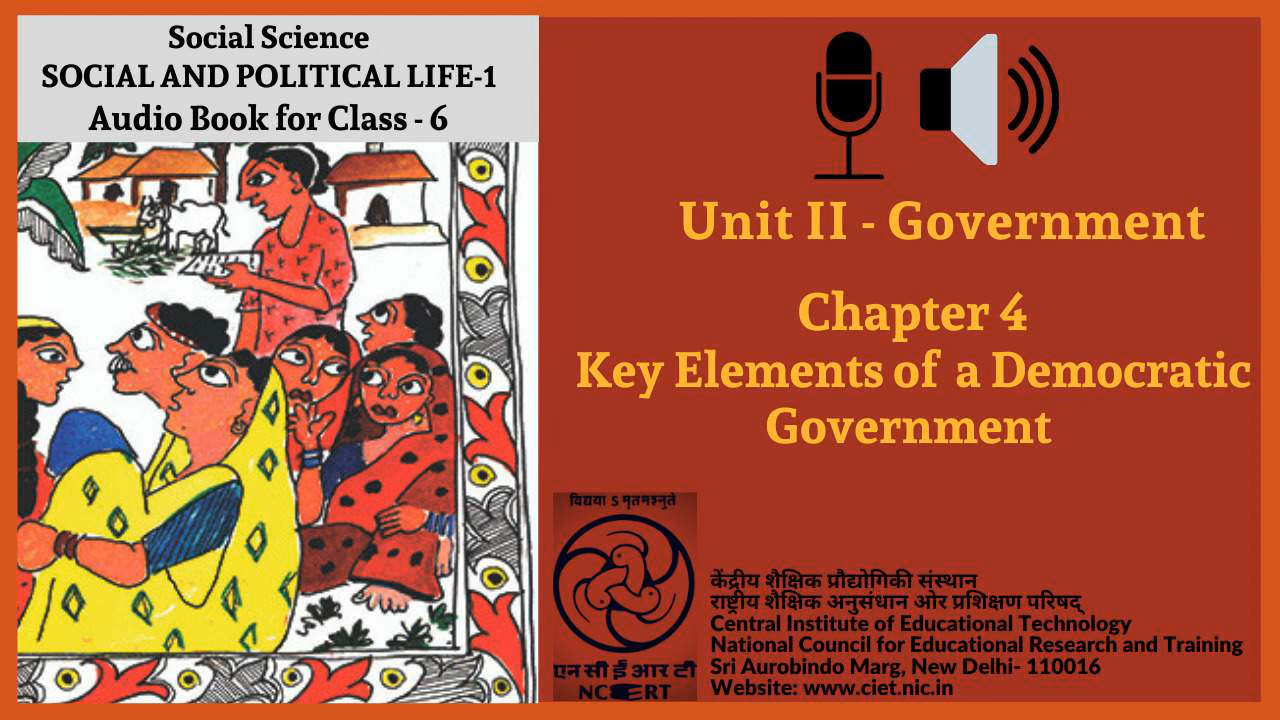 Social Science
SOCIAL AND POLITICAL LIFE-1
Audio Book for Class - 6
Unit II - Government
Chapter 4
Key Elements of a Democratic
Government
विद्यया ऽ मृतमश्नुते
एन सी ई आर टी
NCERT
केंद्रीय शैक्षिक प्रौद्योगिकी संस्थान
राष्ट्रीय शैक्षिक अनुसंधान ओर प्रशिक्षण परिषद्
Central Institute of Educational Technology
National Council for Educational Research and Training
Sri Aurobindo Marg, New Delhi- 110016
Website: www.ciet.nic.in